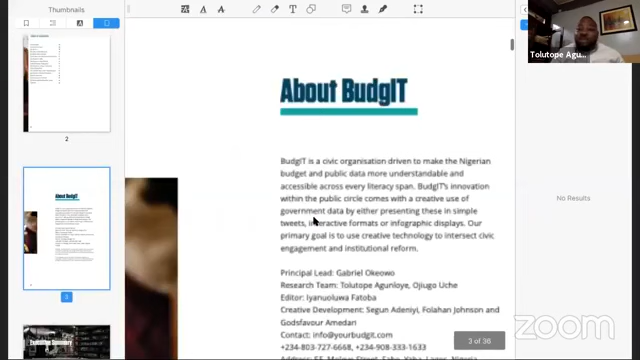 Thumbnails
2
3
Executive Summary
About BudgIT
BudgIT is a civic organisation driven to make the Nigerian
budget and public data more understandable and
accessible across every literacy span. BudgIT's innovation
within the public circle comes with a creative use of
government data by either presenting these in simple
tweets, interactive formats or infographic displays. Our
primary goal is to use creative technology to intersect civic
engagement and institutional reform.
Principal Lead: Gabriel Okeowo
Research Team: Tolutope Agunloye, Ojiugo Uche
Editor: Iyanuoluwa Fatoba
Creative Development: Segun Adeniyi, Folahan Johnson and
Godsfavour Amedari
Contact: info@yourbudgit.com
+234-803-727-6668, +234-908-333-1633
3 of 36
No Results
Tolutope Agu...
zoom